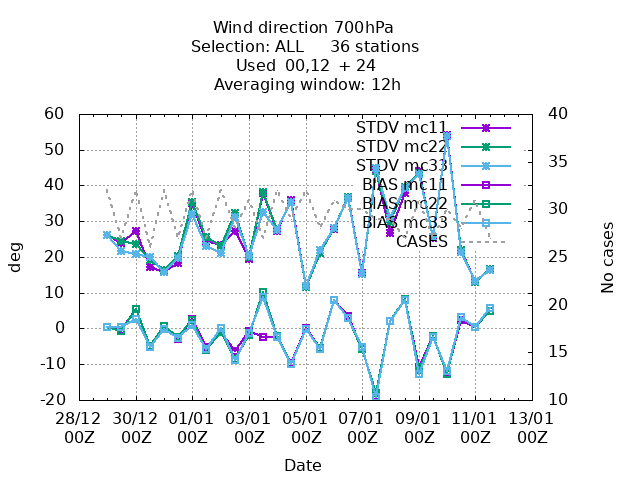 Wind direction 700hPa
Selection: ALL 36 stations
Used 00,12 + 24
Averaging window: 12h
60
50
40
30
20
10
0
-10
-20
deg
40
35
30
25
20
15
10
No cases
STDV mc11
STDV mc22
STDV mc33
BIAS mc11
BIAS mc22
BIAS mc33
CASES
28/12 30/12 01/01 03/01 05/01 07/01 09/01 11/01 13/01
00Z 00Z 00Z 00Z 00Z 00Z 00Z 00Z 00Z
Date